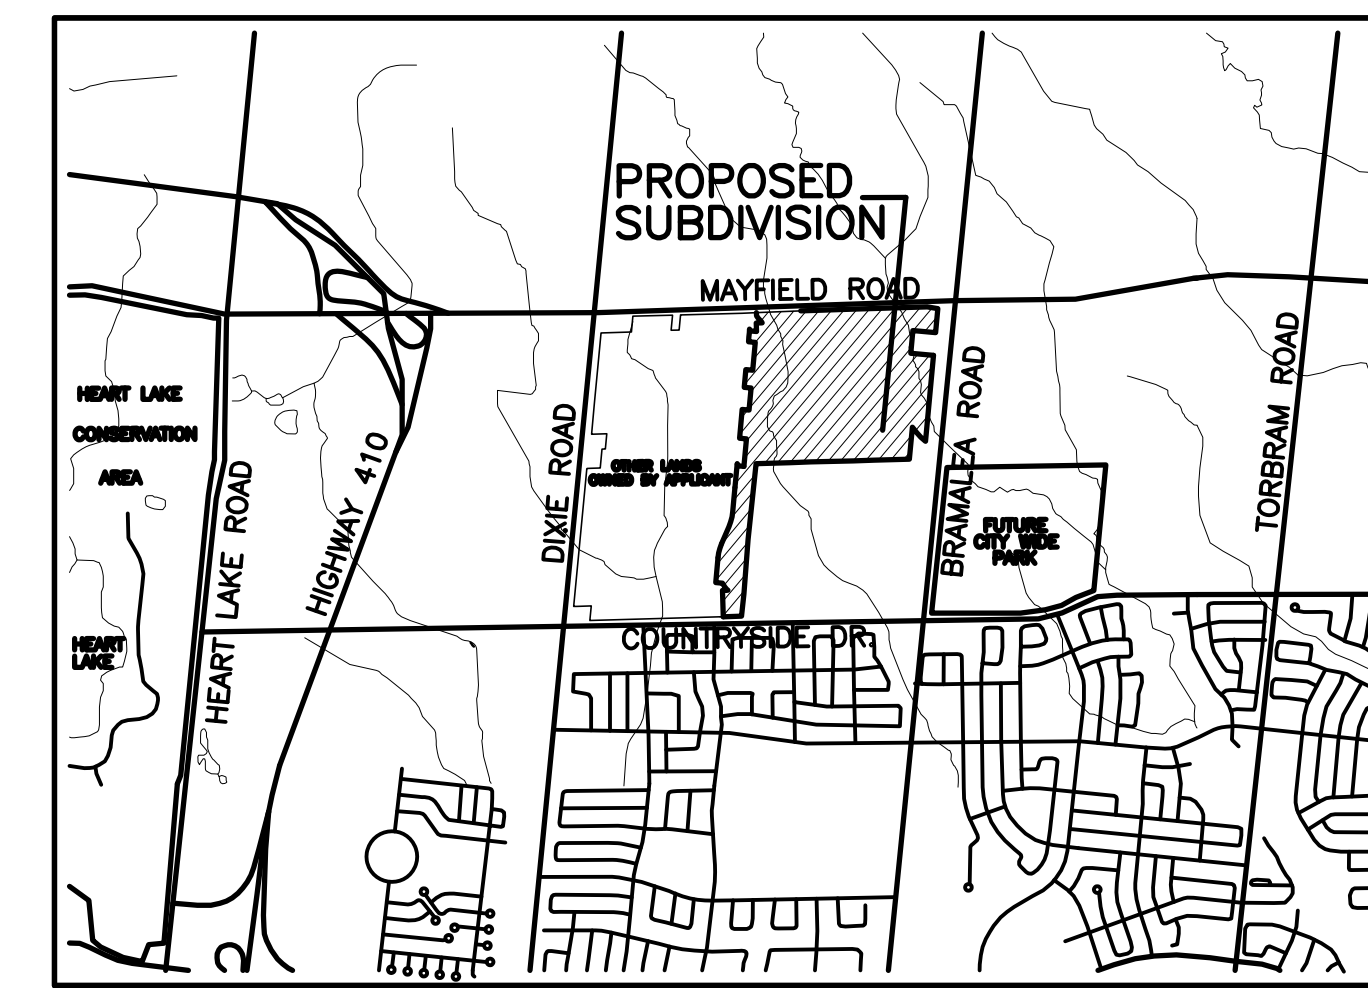 PROPOSED
SUBDIVISION
MAYFIELD ROAD
HEART LAKE
CONSERVATION
AREA
HEART LAKE ROAD
HIGHWAY 410
DIXIE ROAD
OTHER LANDS
OWNED BY APPLICANT
BRAMALEA ROAD
TORBRAM ROAD
FUTURE
CITY WIDE
PARK
HEART
LAKE
COUNTRYSIDE DR.